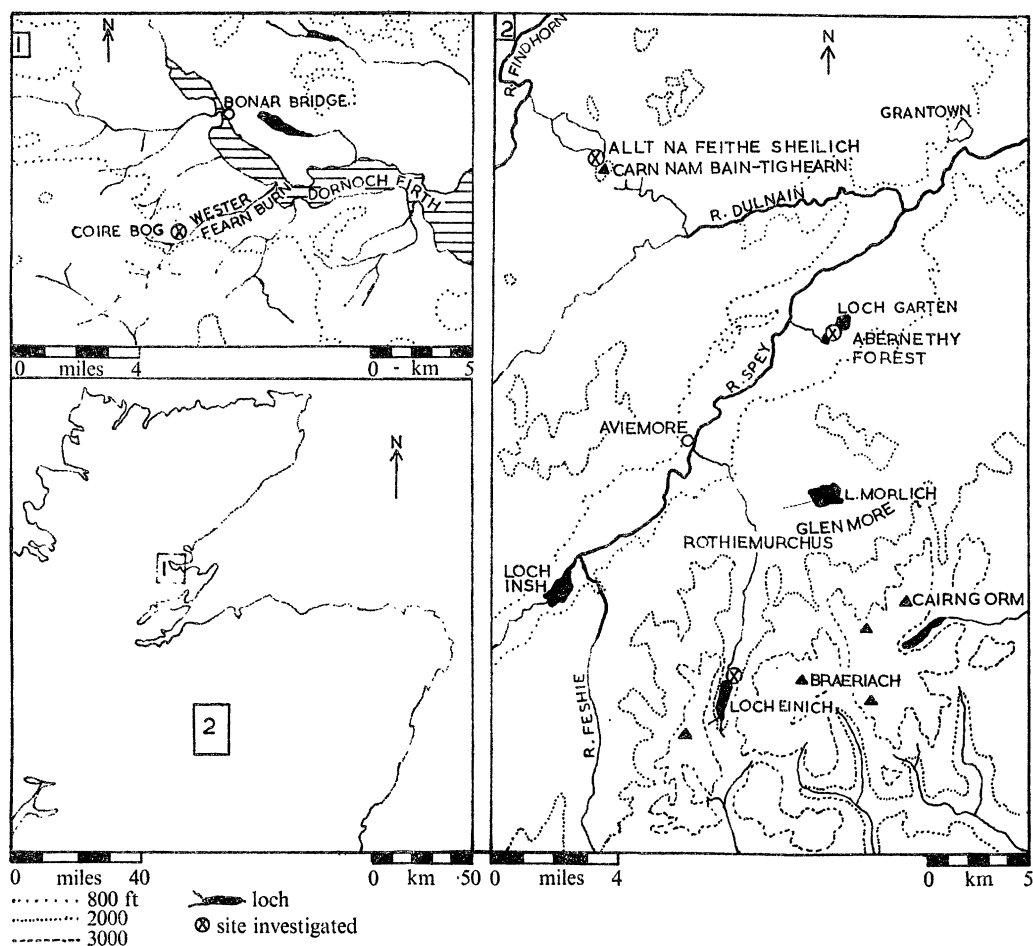 1
N
BONAR BRIDGE
DORNOCH FIRTH
WESTER
FEARN BURN
COIRE BOG
0 miles 4
0 - km 5
N
1
2
0 miles 40
0 km 50
2
N
R. FINDHORN
GRANTOWN
ALLT NA FEITHE SHEILICH
CARN NAM BAIN-TIGHEARN
R. DULNAIN
LOCH GARTEN
ABERNETHY
FOREST
R. SPEY
AVIEMORE
L. MORLICH
GLENMORE
ROTHIEMURCHUS
LOCH
INSH
CAIRNGORM
BRAERIACH
LOCH EINICH
R. FESHIE
0 miles 4
0 km 5
800 ft
2000
3000
loch
site investigated